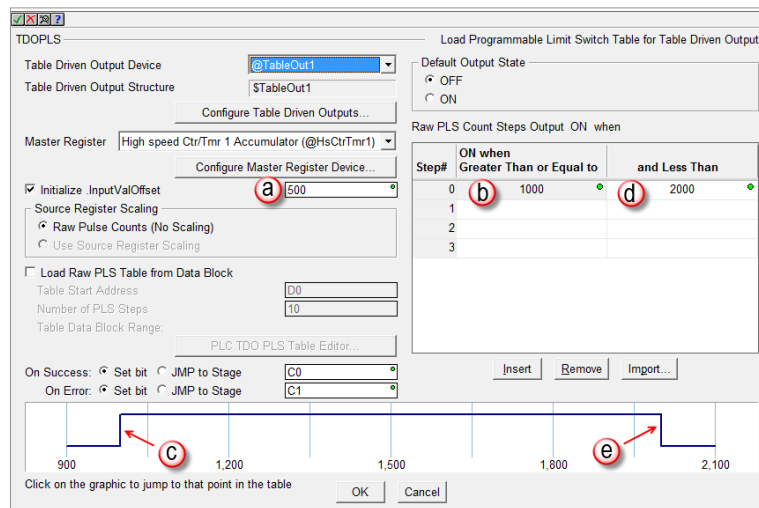 TDOPLS
Load Programmable Limit Switch Table for Table Driven Output
Table Driven Output Device
@TableOut1
Table Driven Output Structure
$TableOut1
Configure Table Driven Outputs...
Master Register
High speed Ctr/Tmr 1 Accumulator (@HsCtrTmr1)
Configure Master Register Device...
Initialize .InputValOffset
a
500
Source Register Scaling
Raw Pulse Counts (No Scaling)
Use Source Register Scaling
Load Raw PLS Table from Data Block
Table Start Address
D0
Number of PLS Steps
10
Table Data Block Range:
PLC TDO PLS Table Editor...
On Success:
Set bit
JMP to Stage
C0
On Error:
Set bit
JMP to Stage
C1
Default Output State
OFF
ON
Raw PLS Count Steps Output ON when
Step#
ON when
Greater Than or Equal to
and Less Than
0
b
1000
d
2000
1
2
3
Insert
Remove
Import...
c
e
900
1,200
1,500
1,800
2,100
Click on the graphic to jump to that point in the table
OK
Cancel